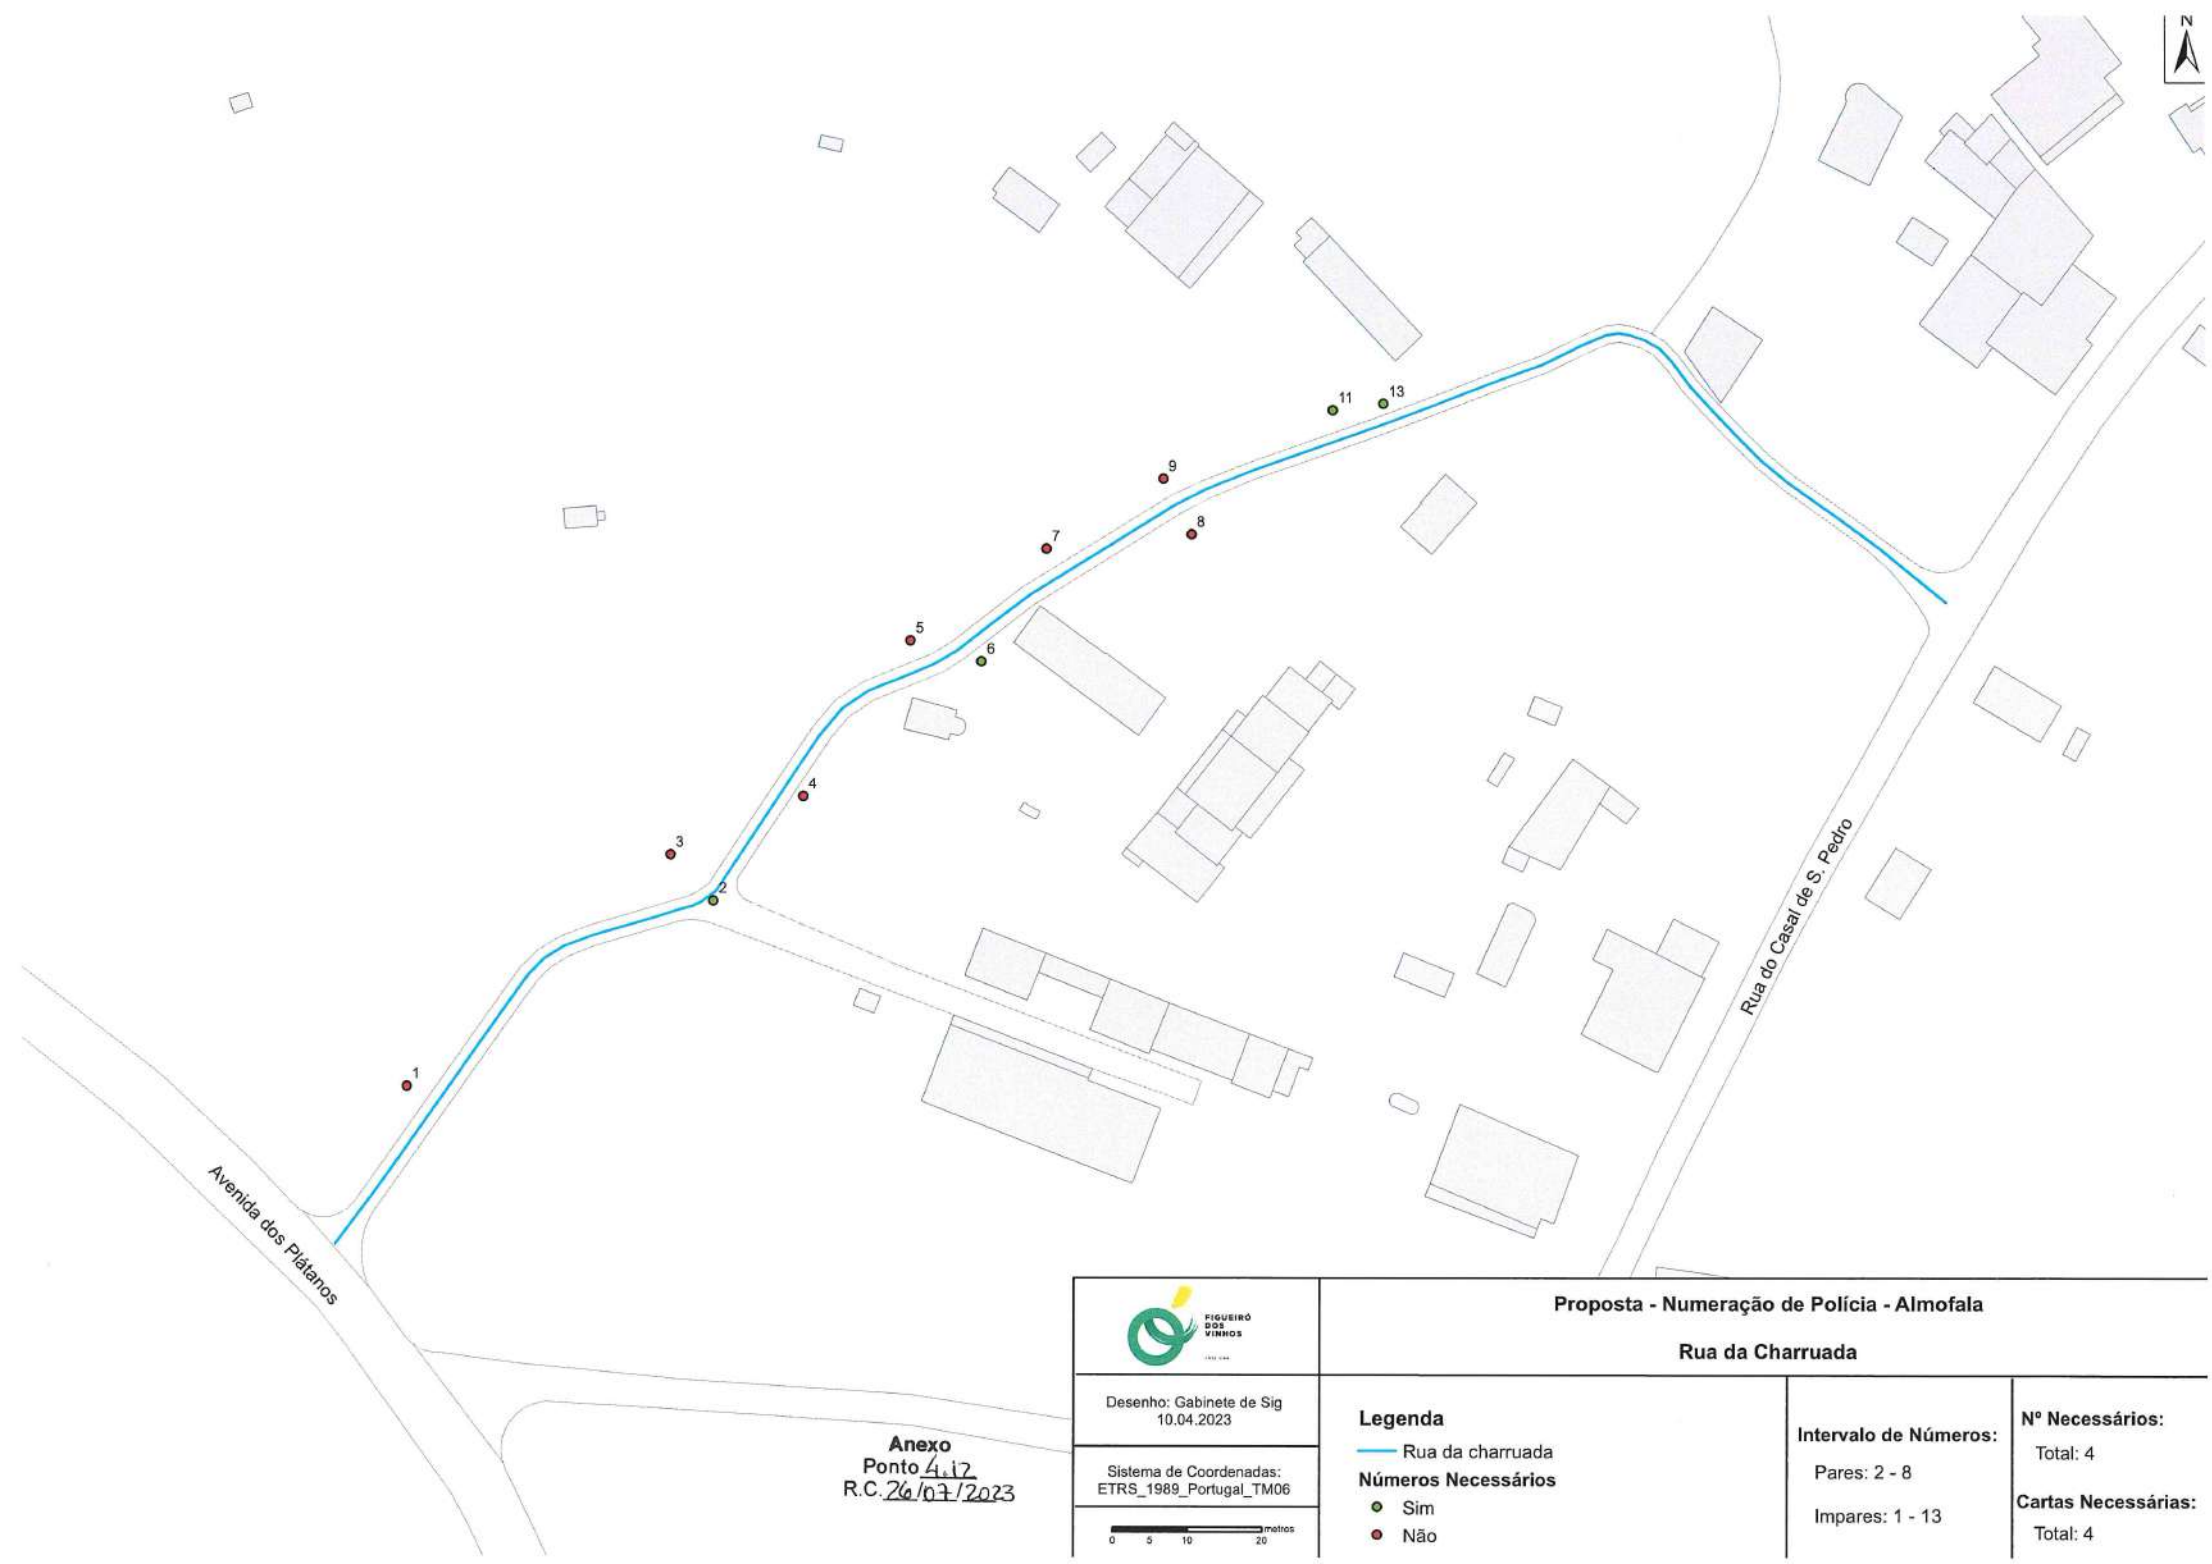 N
11
13
9
8
7
5
6
4
3
2
1
Rua do Casal de S. Pedro
Avenida dos Plátanos
FIGUEIRÓ
DOS
VINHOS
Proposta - Numeração de Polícia - Almofala
Rua da Charruada
Desenho: Gabinete de Sig
10.04.2023
Sistema de Coordenadas:
ETRS_1989_Portugal_TM06
metros
0 5 10 20
Legenda
Rua da charruada
Números Necessários
Sim
Não
Intervalo de Números:
Pares: 2 - 8
Impares: 1 - 13
Nº Necessários:
Total: 4
Cartas Necessárias:
Total: 4
Anexo
Ponto 4.12
R.C. 26/07/2023